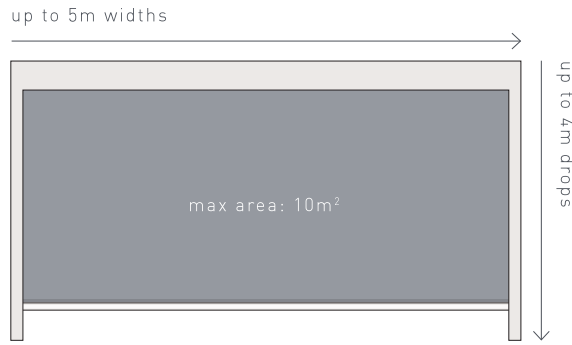 up to 5m widths
up to 4m drops
max area: 10m²